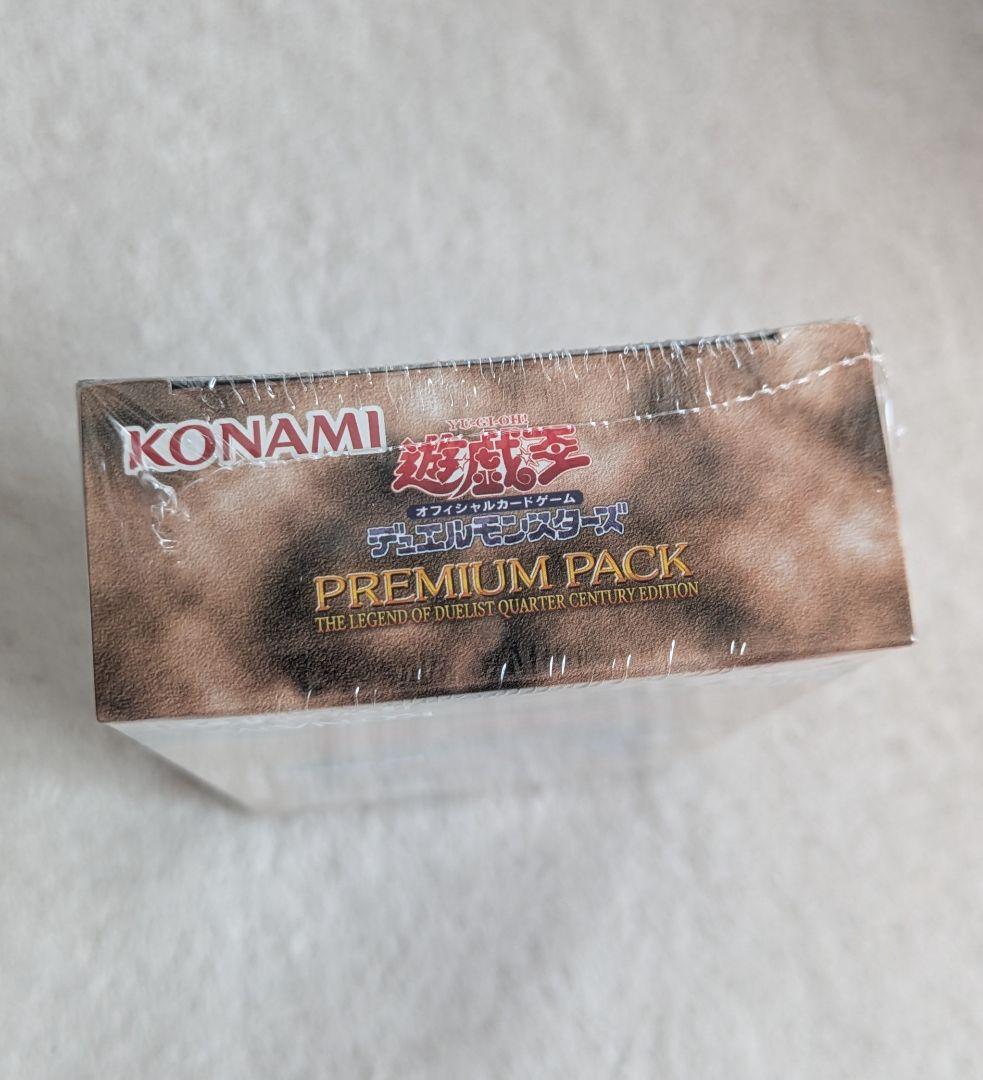 KONAMI
YU-GI-OH!
遊☆戯☆王
オフィシャルカードゲーム
デュエルモンスターズ
PREMIUM PACK
THE LEGEND OF DUELIST QUARTER CENTURY EDITION